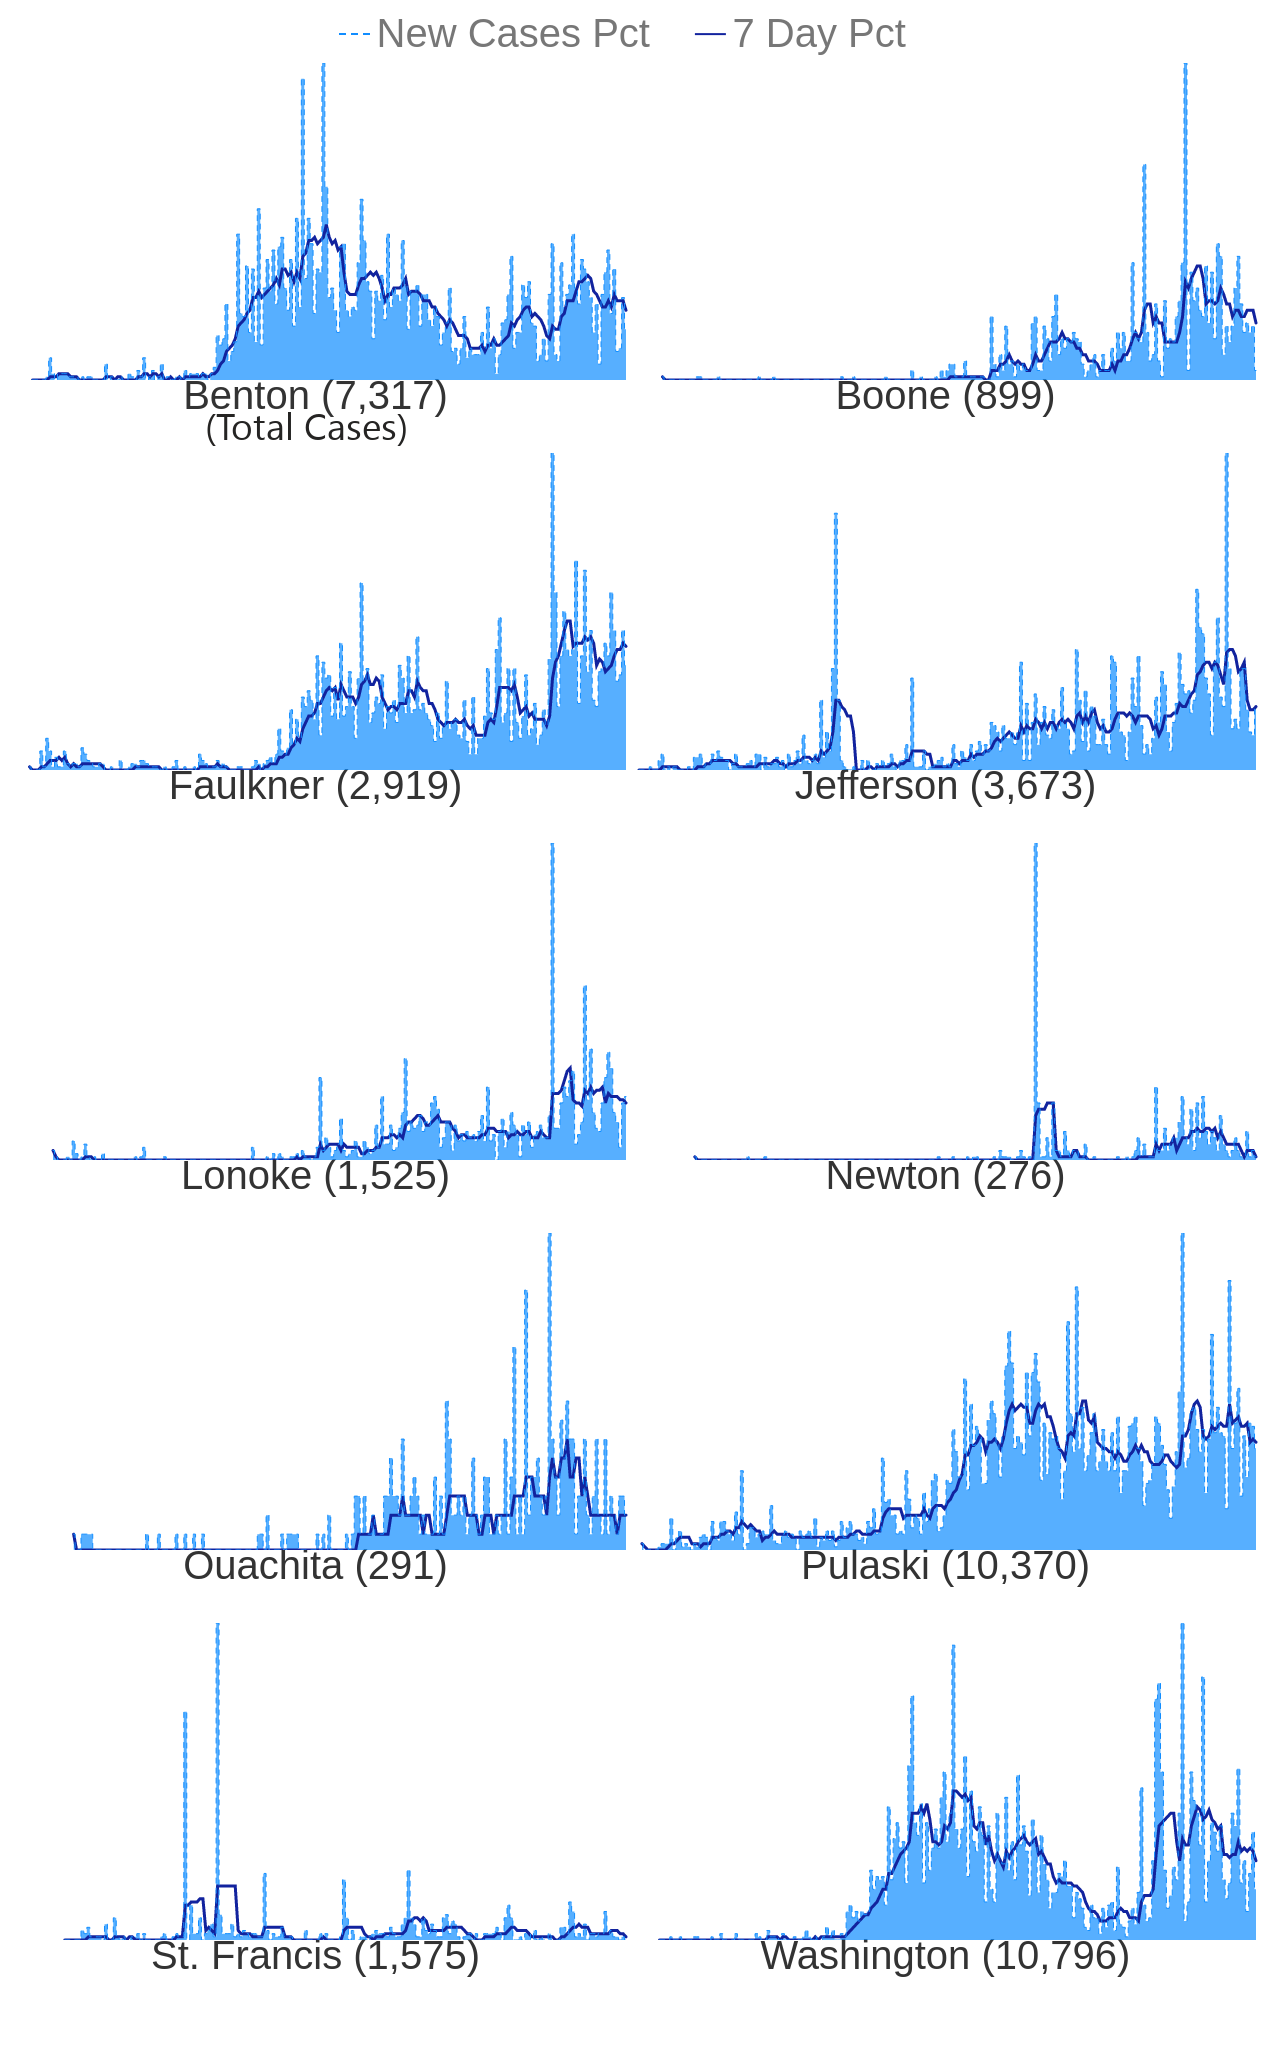 New Cases Pct 7 Day Pct
Benton (7,317) Boone (899)
(Total Cases)
Faulkner (2,919) Jefferson (3,673)
Lonoke (1,525) Newton (276)
Ouachita (291) Pulaski (10,370)
St. Francis (1,575) Washington (10,796)